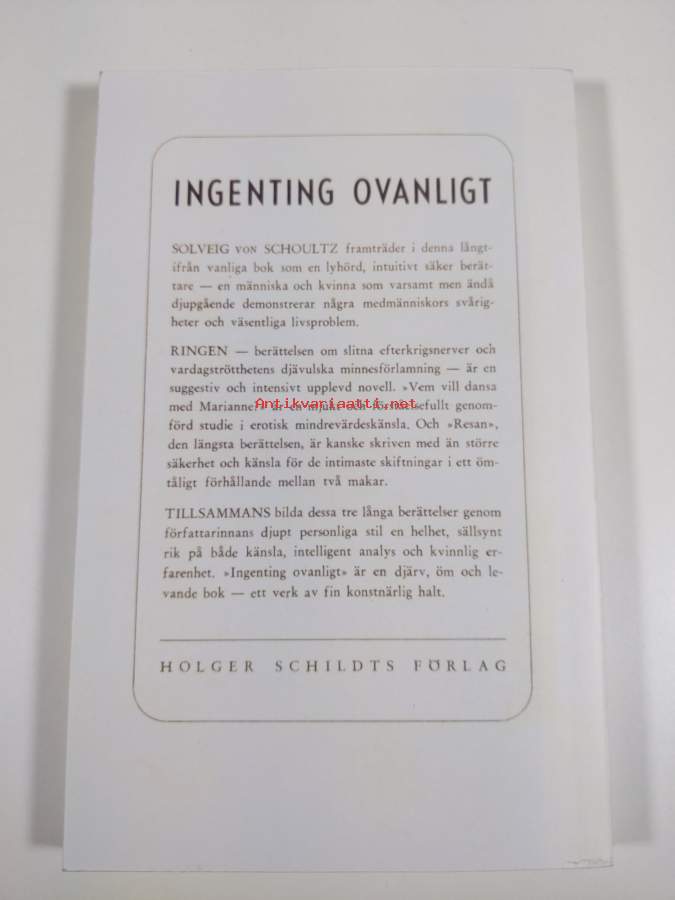 INGENTING OVANLIGT
SOLVEIG VON SCHOULTZ framträder i denna långt-
ifrån vanliga bok som en lyhörd, intuitivt säker berät-
tare — en människa och kvinna som varsamt men ändå
djupgående demonstrerar några medmänniskors svårig-
heter och väsentliga livsproblem.
RINGEN — berättelsen om slitna efterkrigsnerver och
vardagströtthetens djävulska minnesförlamning — är en
suggestiv och intensivt upplevd novell. »Vem vill dansa
Antikvariaatti.net
med Marianne?» är en mjukt och förståelsefullt genom-
förd studie i erotisk mindrevärdeskänsla. Och »Resan»,
den längsta berättelsen, är kanske skriven med än större
säkerhet och känsla för de intimaste skiftningar i ett öm-
tåligt förhållande mellan två makar.
TILLSAMMANS bilda dessa tre långa berättelser genom
författarinnans djupt personliga stil en helhet, sällsynt
rik på både känsla, intelligent analys och kvinnlig er-
farenhet. »Ingenting ovanligt» är en djärv, öm och le-
vande bok — ett verk av fin konstnärlig halt.
HOLGER SCHILDTS FÖRLAG